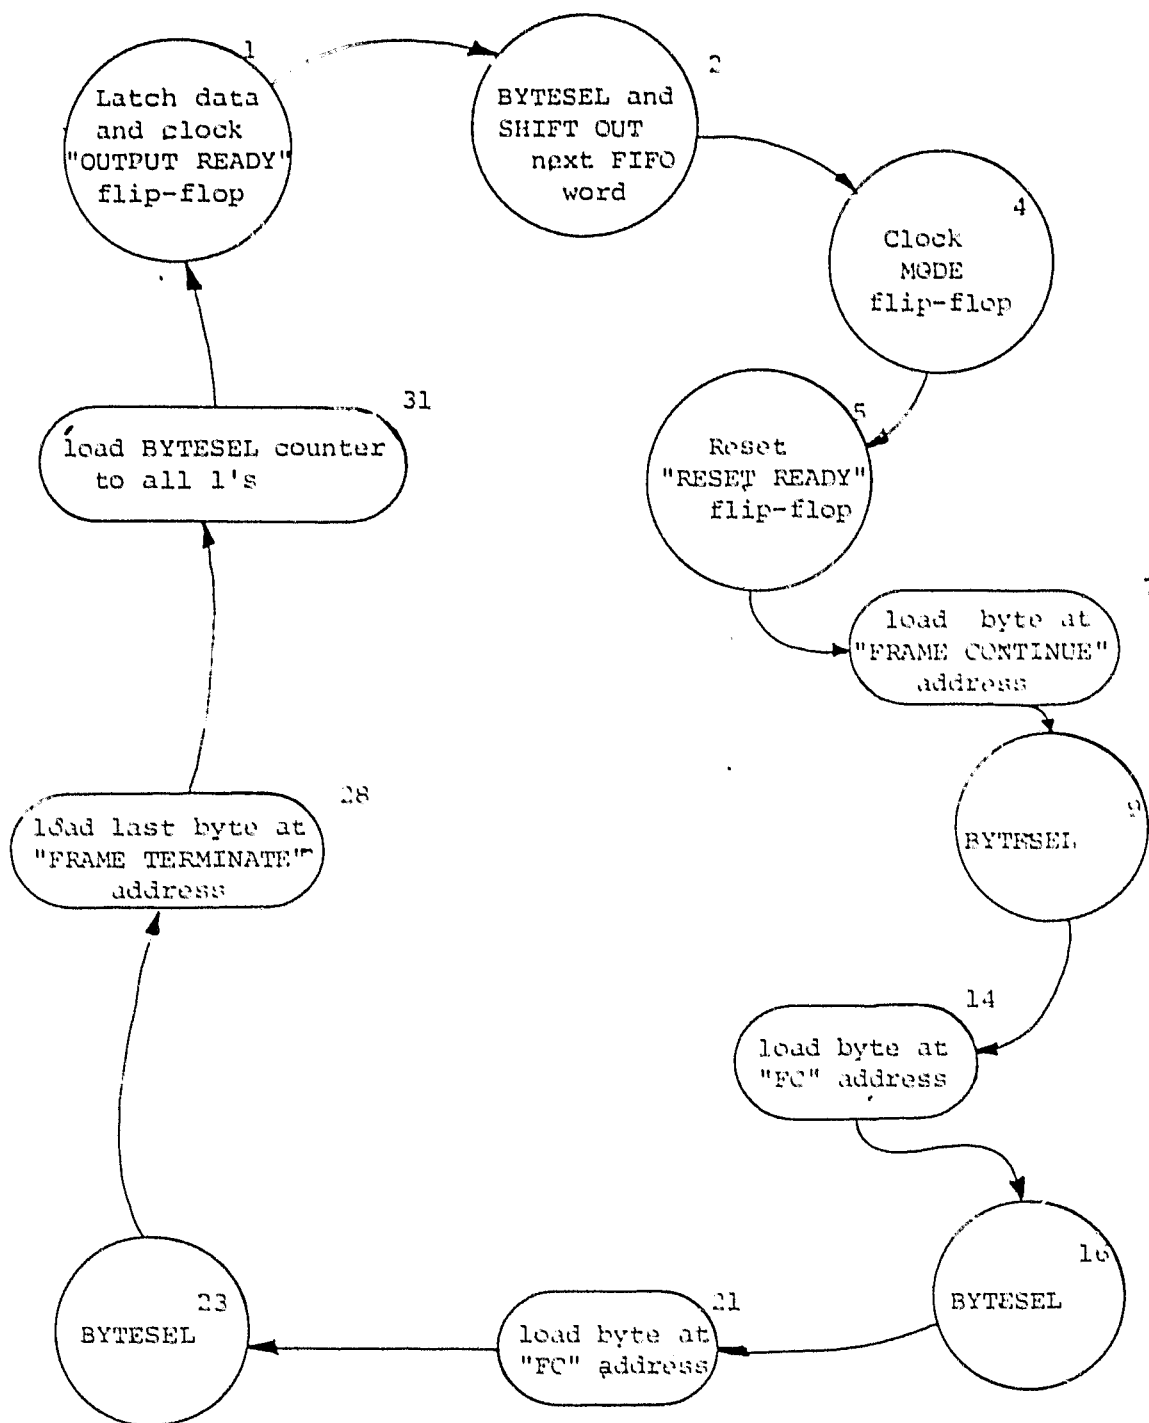 1
Latch data
and clock
"OUTPUT READY"
flip-flop
2
BYTESEL and
SHIFT OUT
next FIFO
word
4
Clock
MODE
flip-flop
5
Reset
"RESET READY"
flip-flop
7
load byte at
"FRAME CONTINUE"
address
9
BYTESEL
14
load byte at
"FC" address
16
BYTESEL
21
load byte at
"FC" address
23
BYTESEL
28
load last byte at
"FRAME TERMINATE"
address
31
load BYTESEL counter
to all 1's